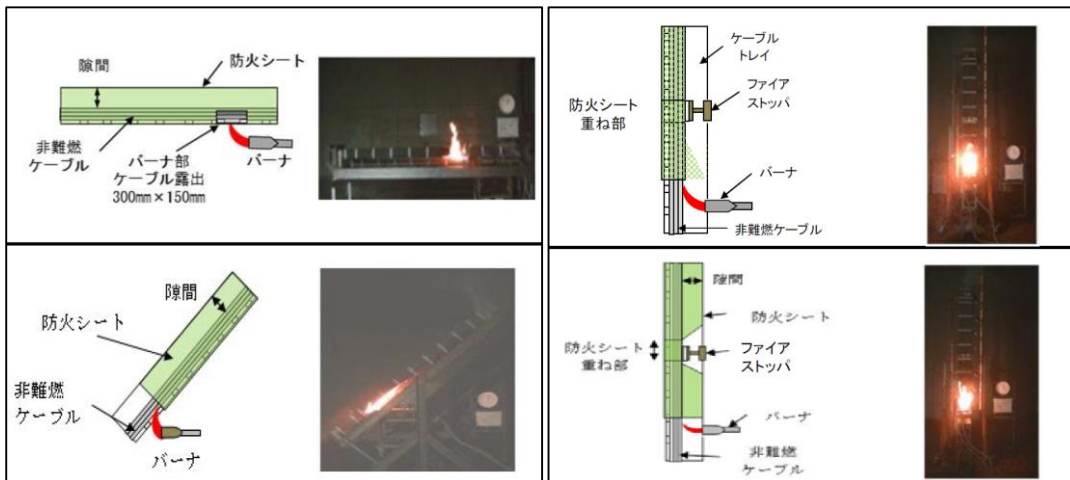 隙間
防火シート
非難燃
ケーブル
バーナ部
ケーブル露出
300mm×150mm
バーナ
ケーブル
トレイ
ファイア
ストッパ
防火シート
重ね部
バーナ
非難燃ケーブル
隙間
防火シート
非難燃
ケーブル
バーナ
隙間
防火シート
防火シート
重ね部
ファイア
ストッパ
バーナ
非難燃
ケーブル